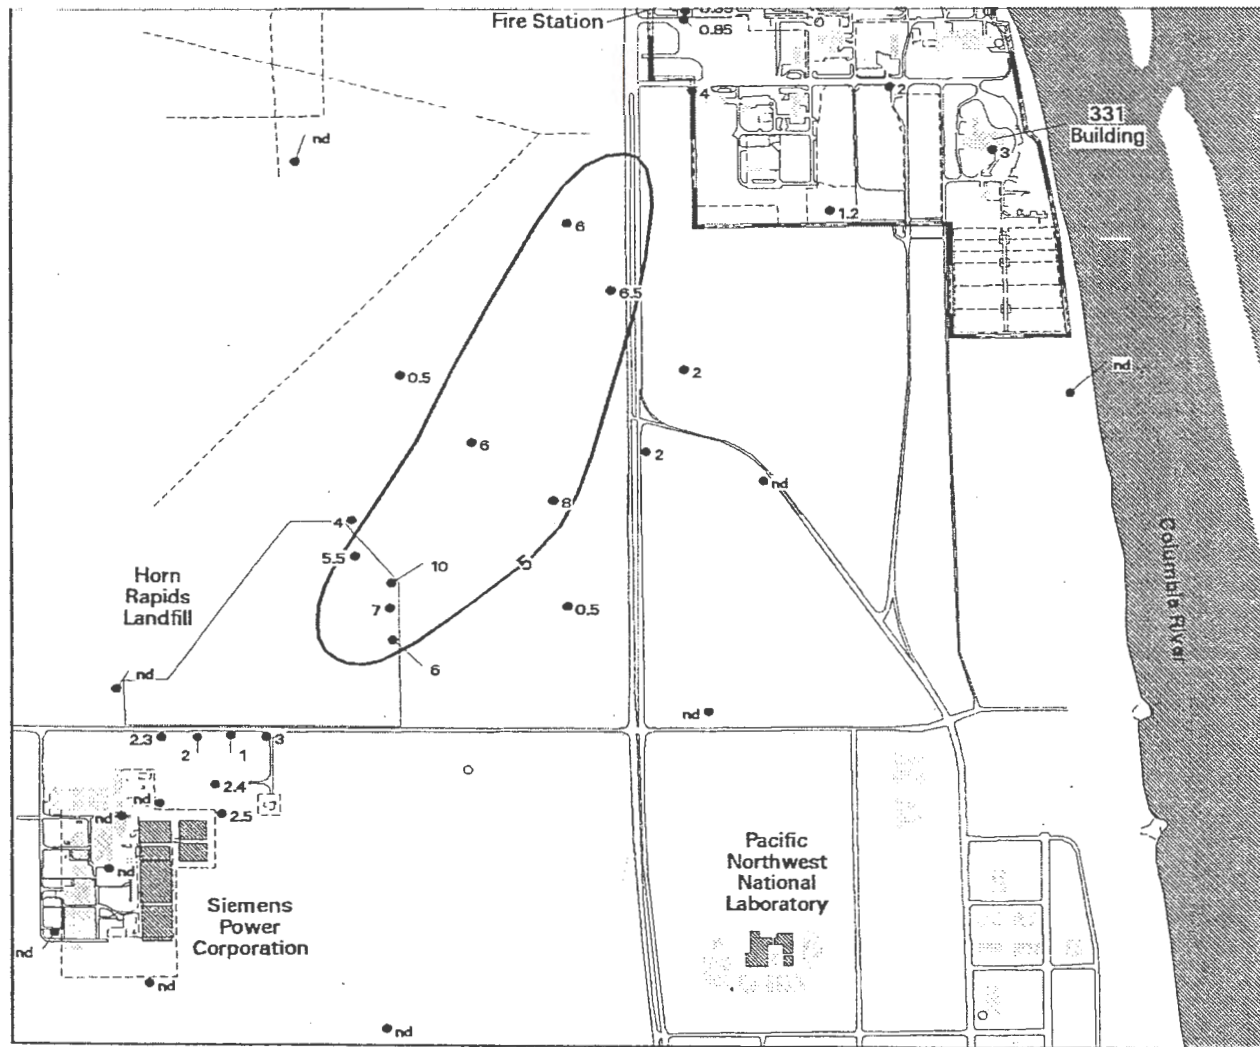 Fire Station
0.85
4
2
331
Building
nd
3
1.2
6
6.5
nd
0.5
2
6
2
nd
8
4
5.5
10
5
Horn
Rapids
Landfill
7
0.5
6
Columbia River
nd
nd
2.3
2
1
3
2.4
nd
2.5
nd
nd
Pacific
Northwest
National
Laboratory
Siemens
Power
Corporation
nd
nd
nd